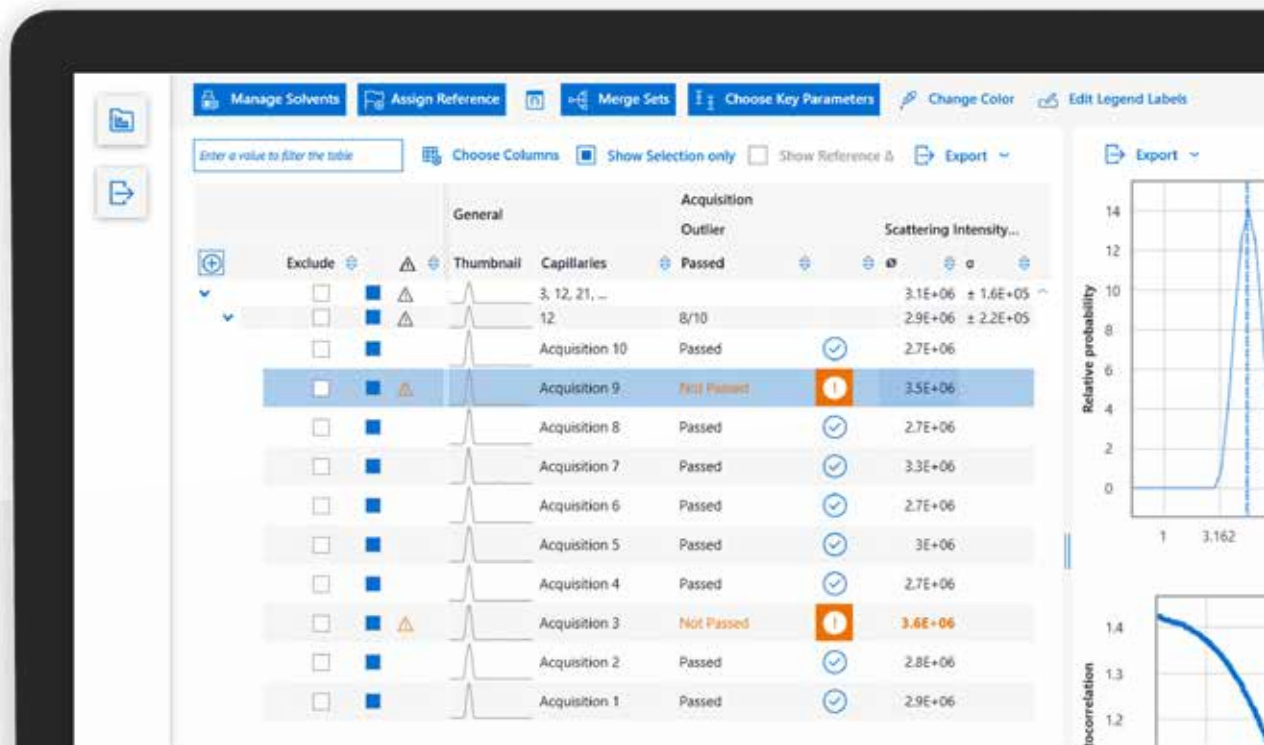 Manage Solvents Assign Reference Merge Sets Choose Key Parameters Change Color Edit Legend Labels
Enter a value to filter the table Choose Columns Show Selection only Show Reference Δ Export Export
Acquisition
General
Outlier Scattering Intensity...
Exclude Thumbnail Capillaries Passed Ø σ
3, 12, 21, ... 3.1E+06 ± 1.6E+05
12 8/10 2.9E+06 ± 2.2E+05
Acquisition 10 Passed 2.7E+06
Acquisition 9 Not Passed 3.5E+06
Acquisition 8 Passed 2.7E+06
Acquisition 7 Passed 3.3E+06
Acquisition 6 Passed 2.7E+06
Acquisition 5 Passed 3E+06
Acquisition 4 Passed 2.7E+06
Acquisition 3 Not Passed 3.6E+06
Acquisition 2 Passed 2.8E+06
Acquisition 1 Passed 2.9E+06
Relative probability
14
12
10
8
6
4
2
0
1 3.162
tocorrelation
1.4
1.3
1.2